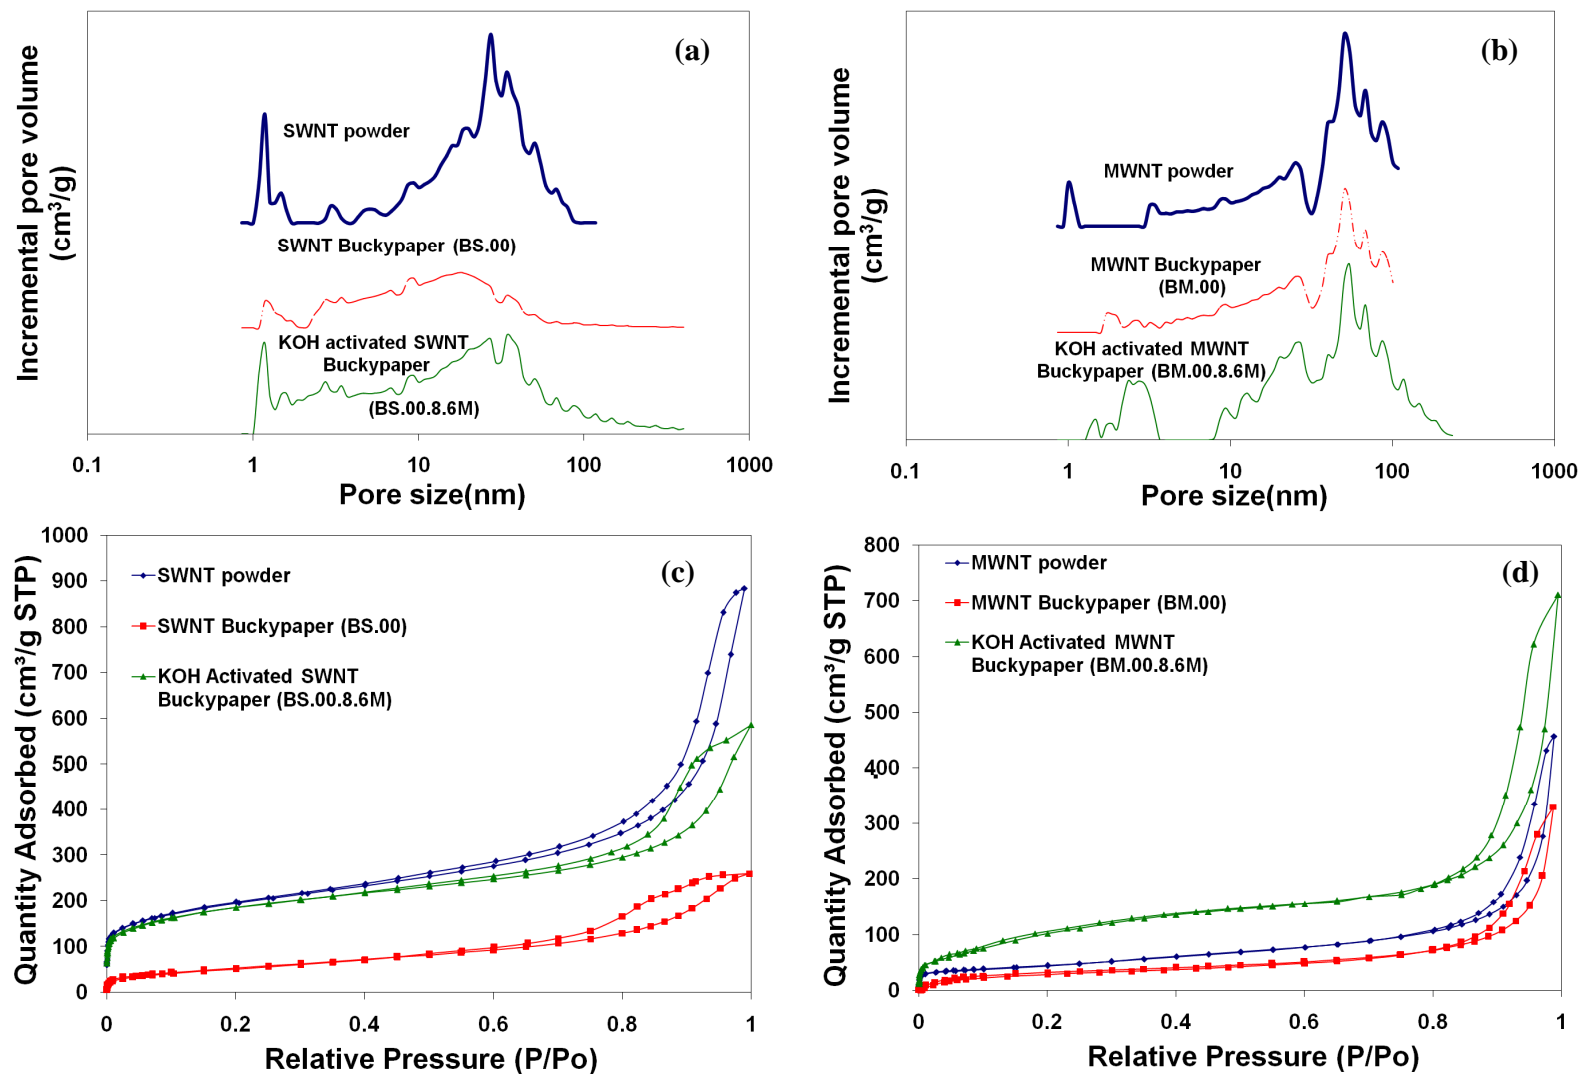 Incremental pore volume
(cm³/g)
(a)
SWNT powder
SWNT Buckypaper (BS.00)
KOH activated SWNT
Buckypaper
(BS.00.8.6M)
0.1
1
10
100
1000
Pore size(nm)
Incremental pore volume
(cm³/g)
(b)
MWNT powder
MWNT Buckypaper
(BM.00)
KOH activated MWNT
Buckypaper (BM.00.8.6M)
0.1
1
10
100
1000
Pore size(nm)
Quantity Adsorbed (cm³/g STP)
1000
900
800
700
600
500
400
300
200
100
0
(c)
SWNT powder
SWNT Buckypaper (BS.00)
KOH Activated SWNT
Buckypaper (BS.00.8.6M)
0
0.2
0.4
0.6
0.8
1
Relative Pressure (P/Po)
Quantity Adsorbed (cm³/g STP)
800
700
600
500
400
300
200
100
0
(d)
MWNT powder
MWNT Buckypaper (BM.00)
KOH Activated MWNT
Buckypaper (BM.00.8.6M)
0
0.2
0.4
0.6
0.8
1
Relative Pressure (P/Po)